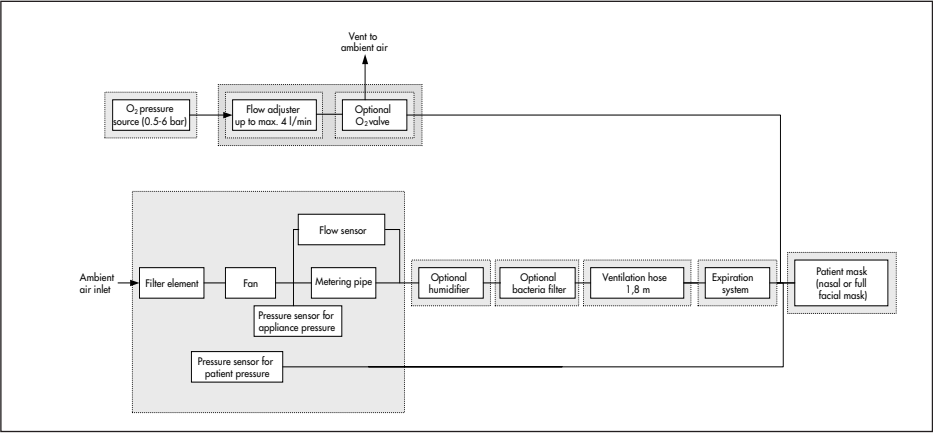 Vent to
ambient air
O2 pressure
source (0.5-6 bar)
Flow adjuster
up to max. 4 l/min
Optional
O2 valve
Flow sensor
Ambient
air inlet
Filter element
Fan
Metering pipe
Optional
humidifier
Optional
bacteria filter
Ventilation hose
1,8 m
Expiration
system
Patient mask
(nasal or full
facial mask)
Pressure sensor for
appliance pressure
Pressure sensor for
patient pressure